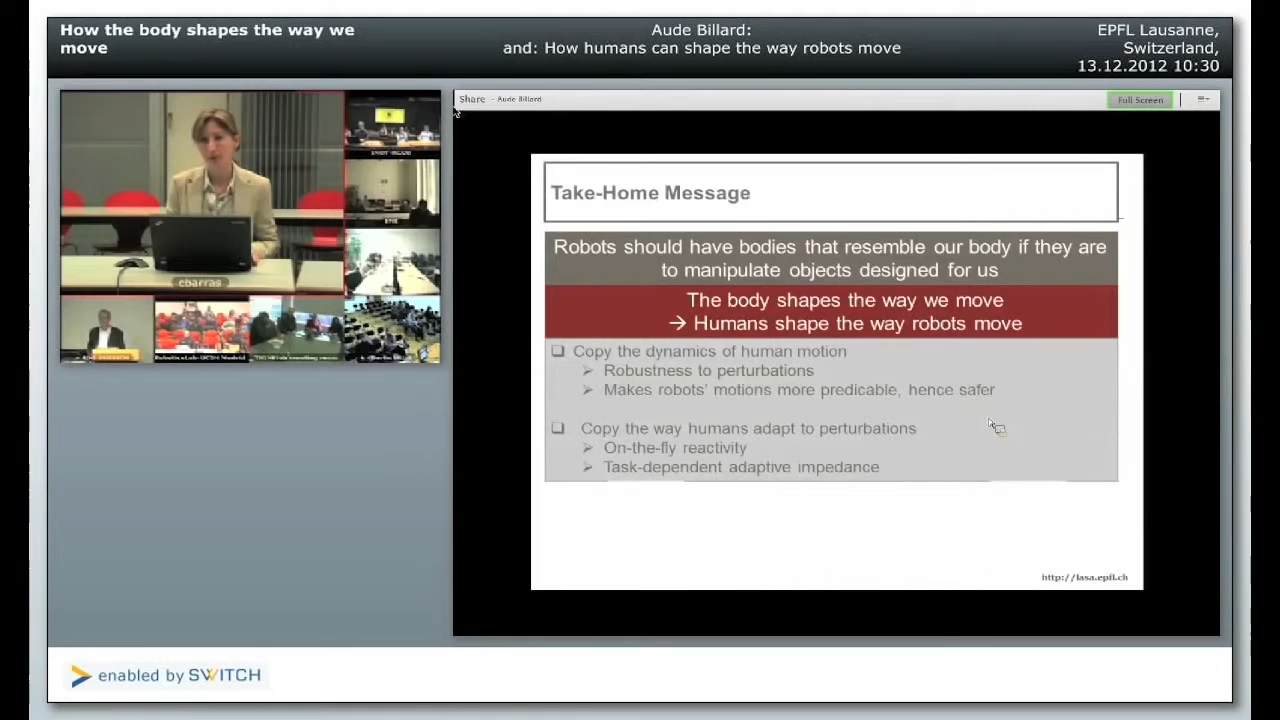 How the body shapes the way we
move
Aude Billard:
and: How humans can shape the way robots move
EPFL Lausanne,
Switzerland,
13.12.2012 10:30
Share - Aude Billard
Full Screen
cbarras
Take-Home Message
Robots should have bodies that resemble our body if they are
to manipulate objects designed for us
The body shapes the way we move
→ Humans shape the way robots move
❑ Copy the dynamics of human motion
➢ Robustness to perturbations
➢ Makes robots' motions more predicable, hence safer
❑ Copy the way humans adapt to perturbations
➢ On-the-fly reactivity
➢ Task-dependent adaptive impedance
http://lasa.epfl.ch
enabled by SWITCH